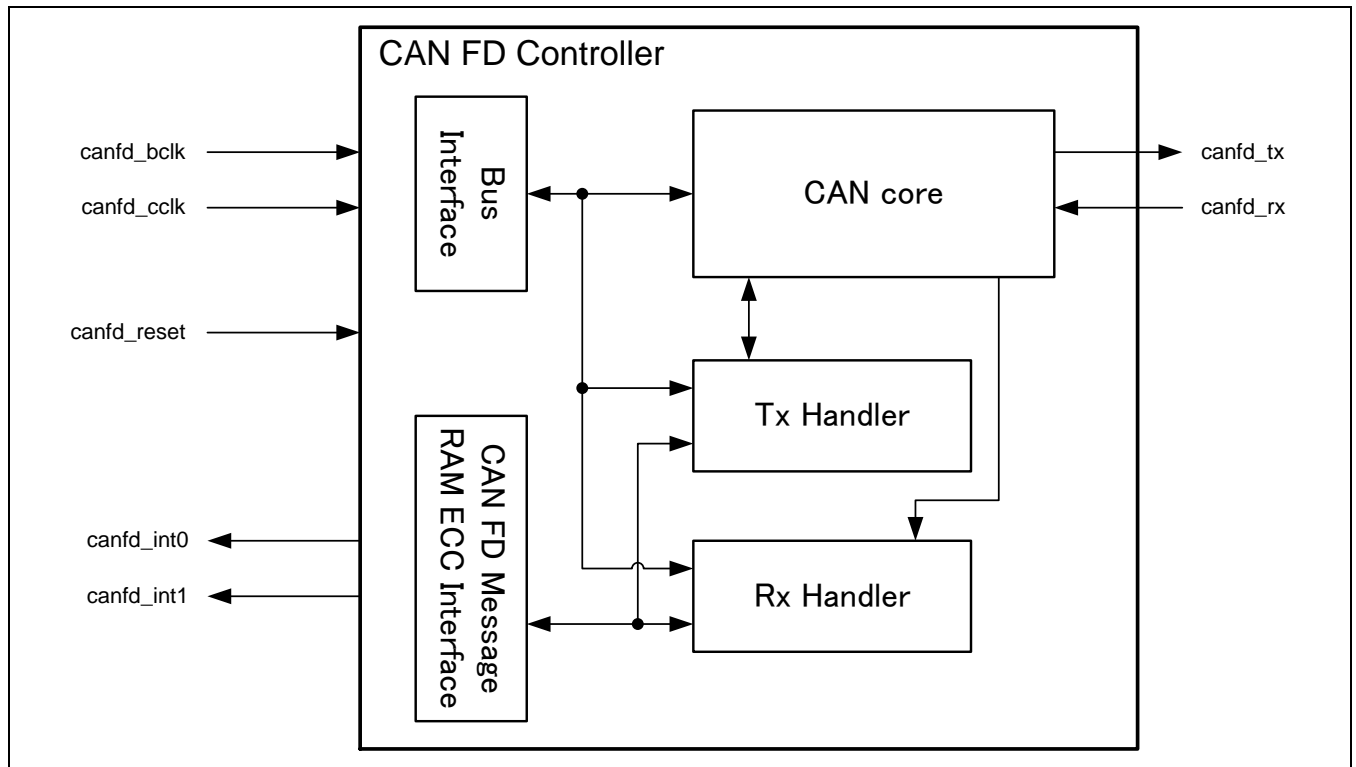 CAN FD Controller
canfd_bclk
canfd_cclk
canfd_reset
canfd_int0
canfd_int1
Bus
Interface
CAN FD Message
RAM ECC Interface
CAN core
Tx Handler
Rx Handler
canfd_tx
canfd_rx